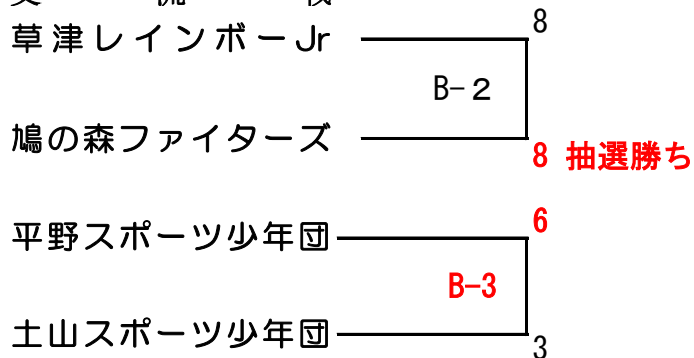 草津レインボーJr
8
B-2
鳩の森ファイターズ
8 抽選勝ち
平野スポーツ少年団
6
B-3
土山スポーツ少年団
3